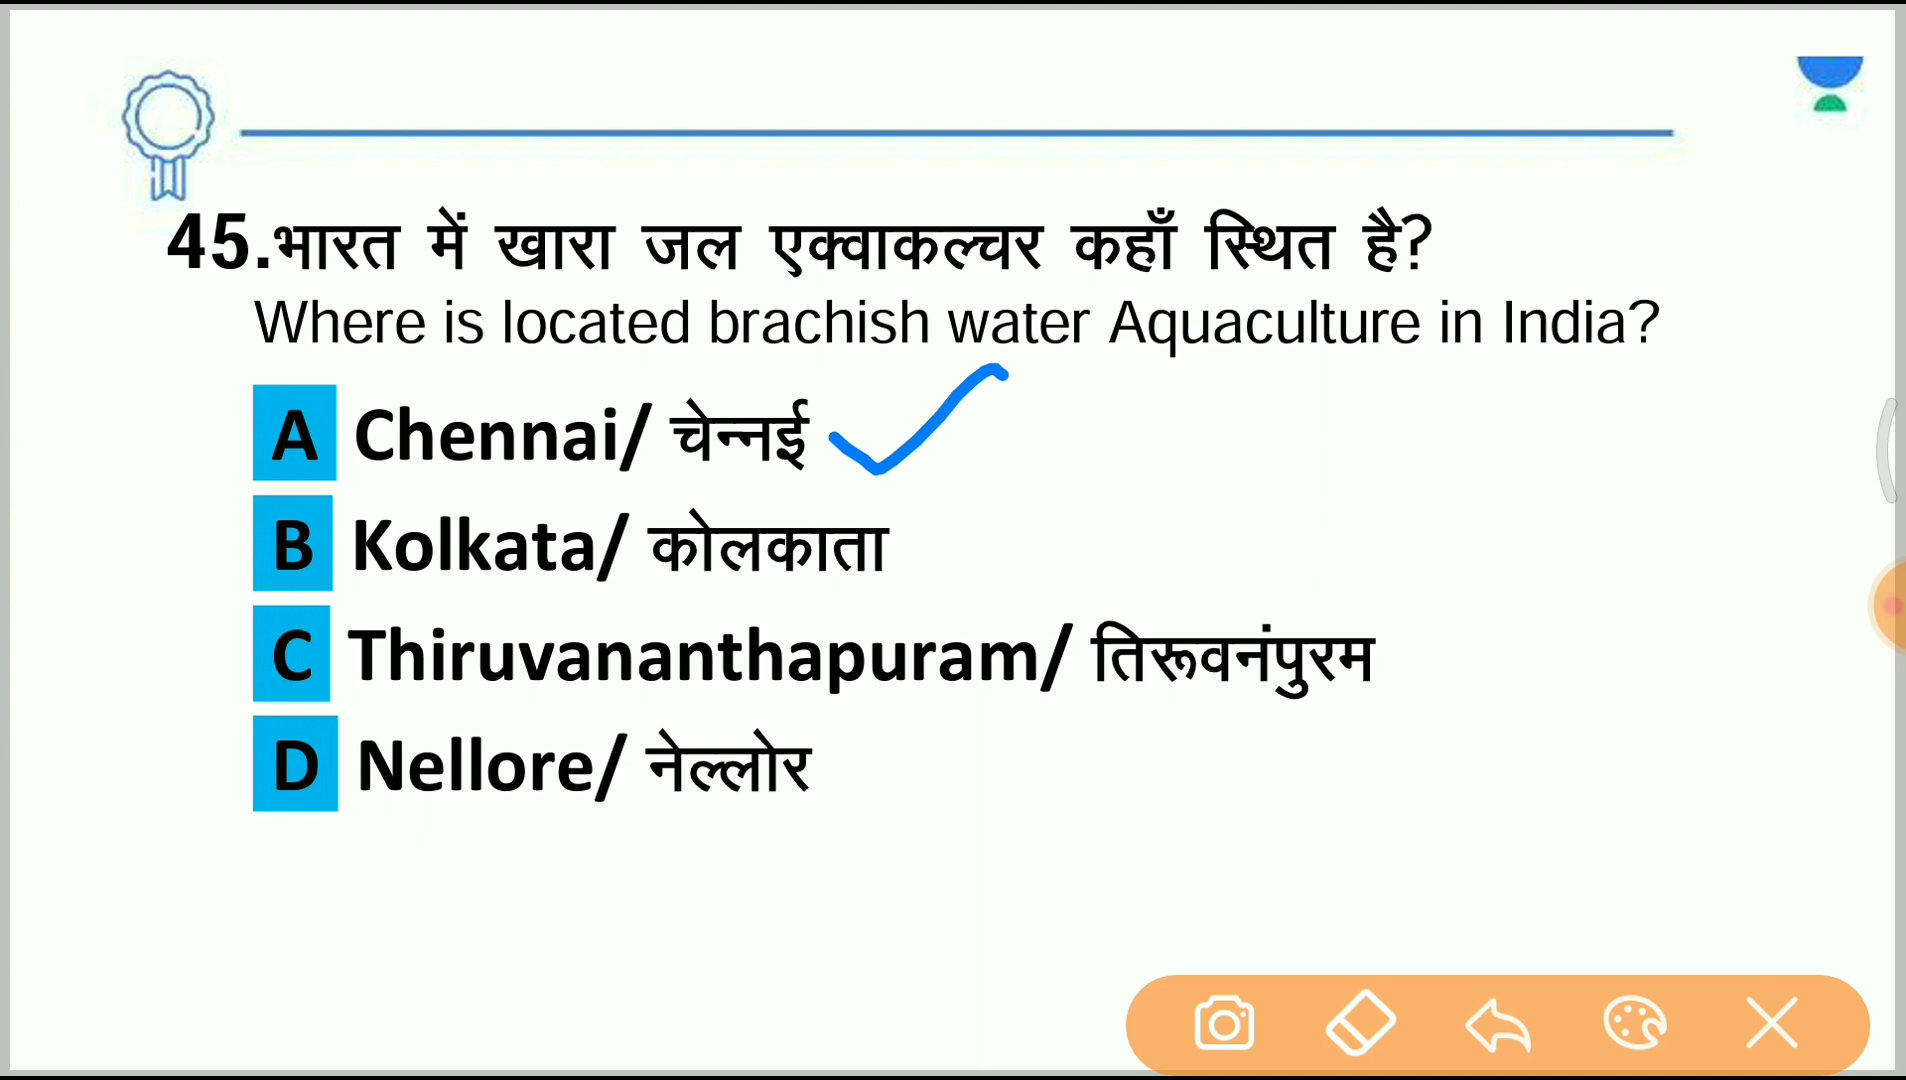 45.भारत में खारा जल एक्वाकल्चर कहाँ स्थित है?
Where is located brachish water Aquaculture in India?
A Chennai/ चेन्नई
B Kolkata/ कोलकाता
C Thiruvananthapuram/ तिरूवनंपुरम
D Nellore/ नेल्लोर